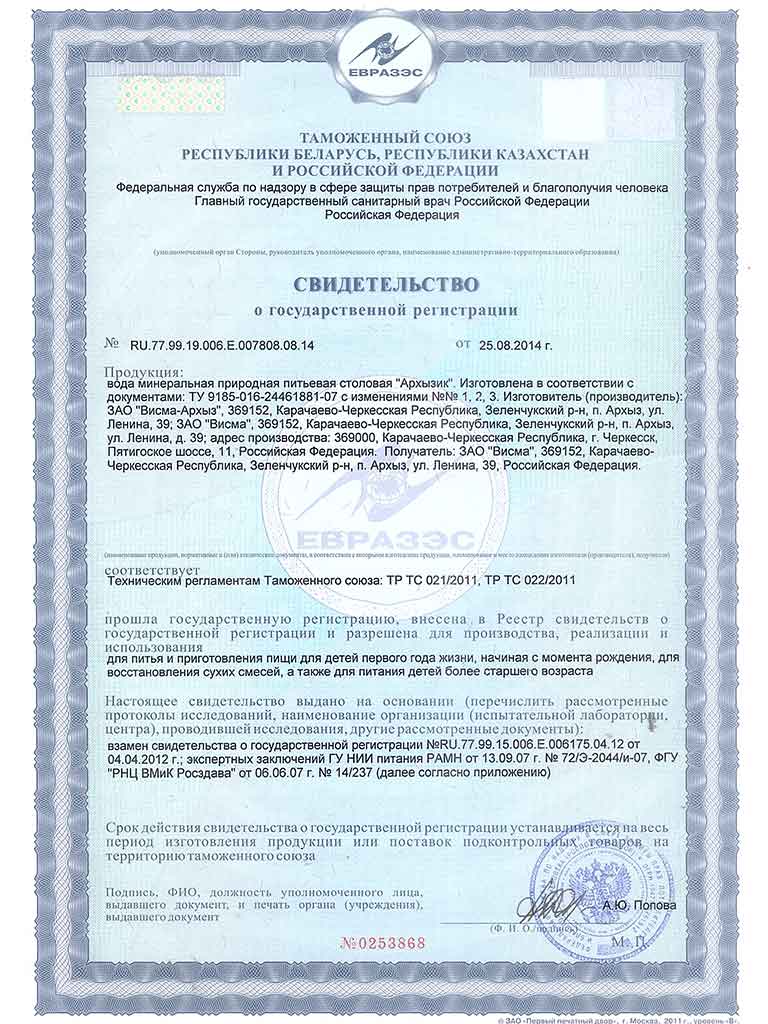 ЕВРАЗЭС
ТАМОЖЕННЫЙ СОЮЗ
РЕСПУБЛИКИ БЕЛАРУСЬ, РЕСПУБЛИКИ КАЗАХСТАН
И РОССИЙСКОЙ ФЕДЕРАЦИИ
Федеральная служба по надзору в сфере защиты прав потребителей и благополучия человека
Главный государственный санитарный врач Российской Федерации
Российская Федерация
(уполномоченный орган Стороны, руководитель уполномоченного органа, наименование административно-территориального образования)
СВИДЕТЕЛЬСТВО
о государственной регистрации
№ RU.77.99.19.006.Е.007808.08.14 от 25.08.2014 г.
Продукция:
вода минеральная природная питьевая столовая "Архызик". Изготовлена в соответствии с
документами: ТУ 9185-016-24461881-07 с изменениями №№ 1, 2, 3. Изготовитель (производитель):
ЗАО "Висма-Архыз", 369152, Карачаево-Черкесская Республика, Зеленчукский р-н, п. Архыз, ул.
Ленина, 39; ЗАО "Висма", 369152, Карачаево-Черкесская Республика, Зеленчукский р-н, п. Архыз,
ул. Ленина, д. 39; адрес производства: 369000, Карачаево-Черкесская Республика, г. Черкесск,
Пятигоское шоссе, 11, Российская Федерация. Получатель: ЗАО "Висма", 369152, Карачаево-
Черкесская Республика, Зеленчукский р-н, п. Архыз, ул. Ленина, 39, Российская Федерация.
ЕВРАЗЭС
(наименование продукции, нормативные и (или) технические документы, в соответствии с которыми изготовлена продукция, наименование и место нахождения изготовителя (производителя), получателя)
соответствует
Техническим регламентам Таможенного союза: ТР ТС 021/2011, ТР ТС 022/2011
прошла государственную регистрацию, внесена в Реестр свидетельств о
государственной регистрации и разрешена для производства, реализации и
использования
для питья и приготовления пищи для детей первого года жизни, начиная с момента рождения, для
восстановления сухих смесей, а также для питания детей более старшего возраста
Настоящее свидетельство выдано на основании (перечислить рассмотренные
протоколы исследований, наименование организации (испытательной лаборатории,
центра), проводившей исследования, другие рассмотренные документы):
взамен свидетельства о государственной регистрации №RU.77.99.15.006.Е.006175.04.12 от
04.04.2012 г.; экспертных заключений ГУ НИИ питания РАМН от 13.09.07 г. № 72/Э-2044/и-07, ФГУ
"РНЦ ВМиК Росздава" от 06.06.07 г. № 14/237 (далее согласно приложению)
Срок действия свидетельства о государственной регистрации устанавливается на весь
период изготовления продукции или поставок подконтрольных товаров на
территорию таможенного союза
Подпись, ФИО, должность уполномоченного лица,
выдавшего документ, и печать органа (учреждения),
выдавшего документ
А.Ю. Попова
(Ф. И. О./подпись)
М. П.
№0253868
© ЗАО «Первый печатный двор», г. Москва, 2011 г., уровень «В».